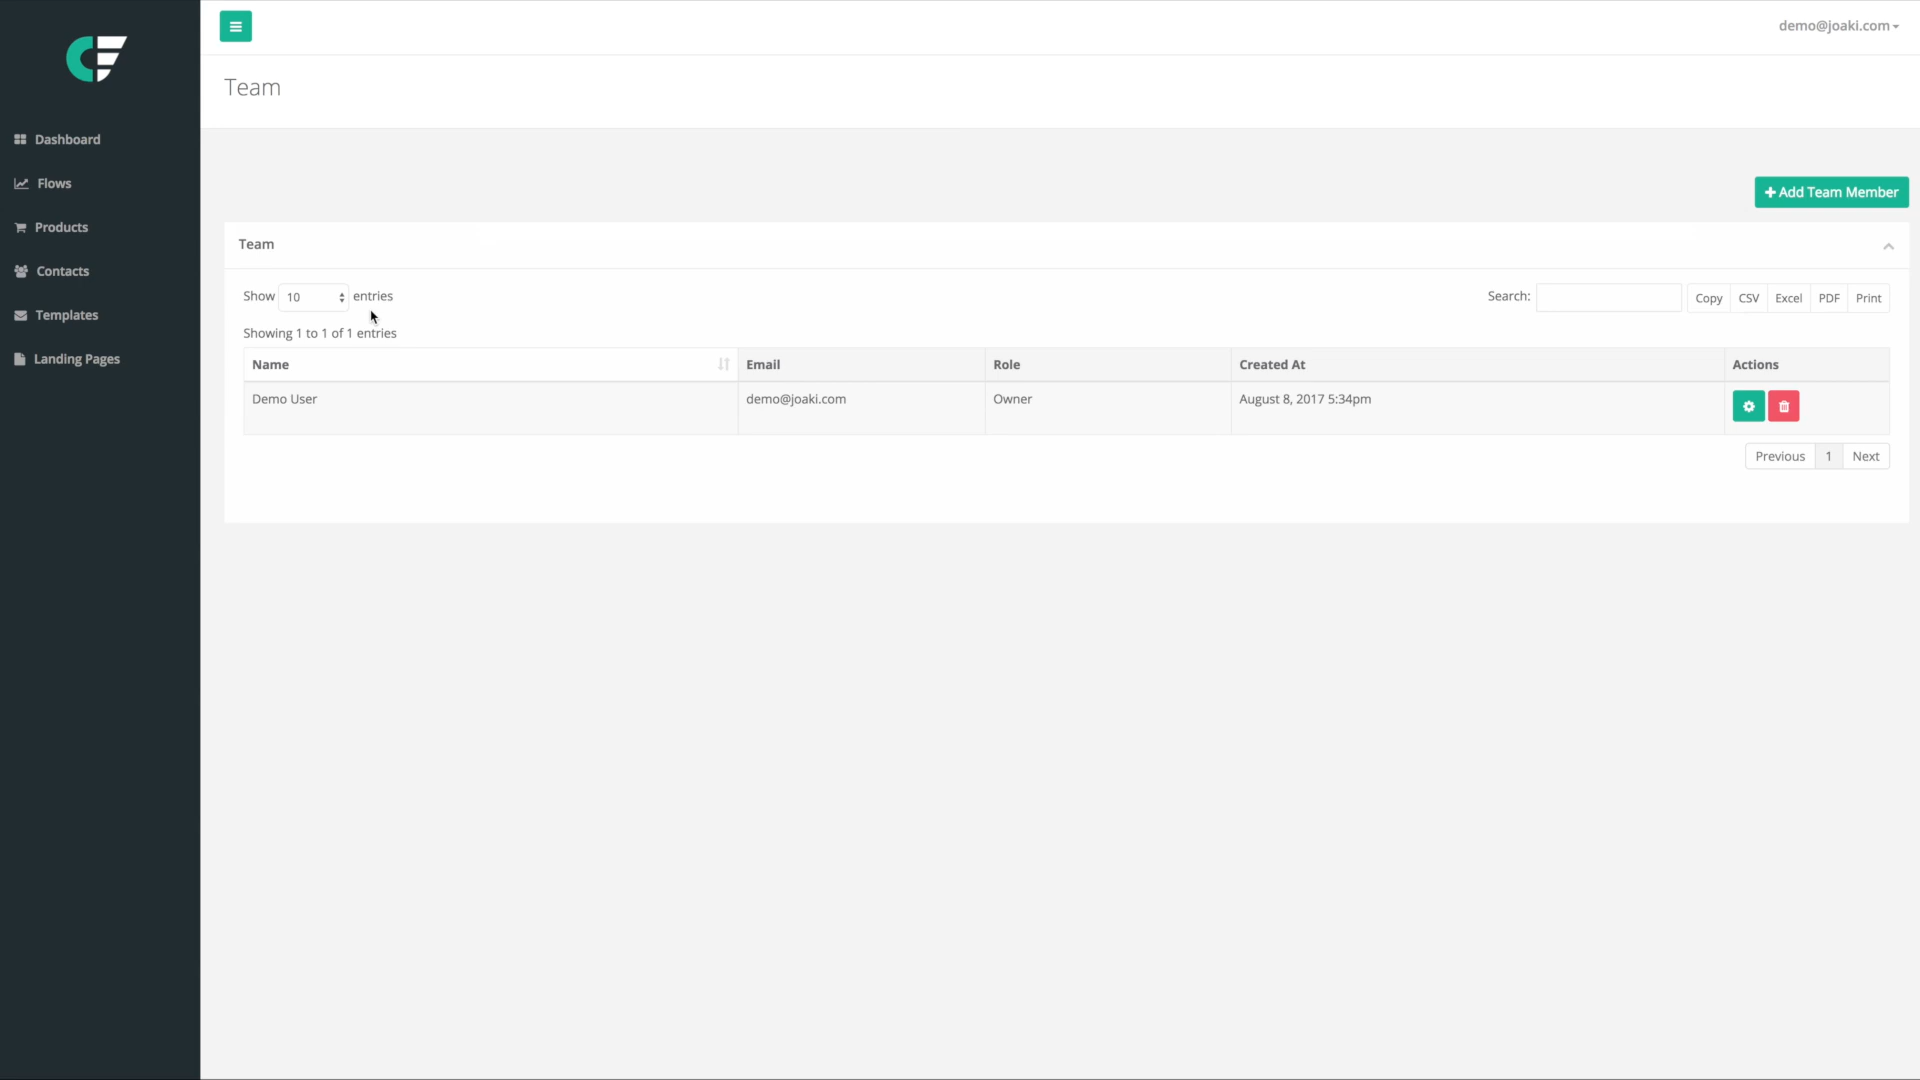 demo@joaki.com
Team
Dashboard
Flows
Products
Contacts
Templates
Landing Pages
Add Team Member
Team
Show 10 entries
Search:
Copy CSV Excel PDF Print
Showing 1 to 1 of 1 entries
Name Email Role Created At Actions
Demo User demo@joaki.com Owner August 8, 2017 5:34pm
Previous 1 Next